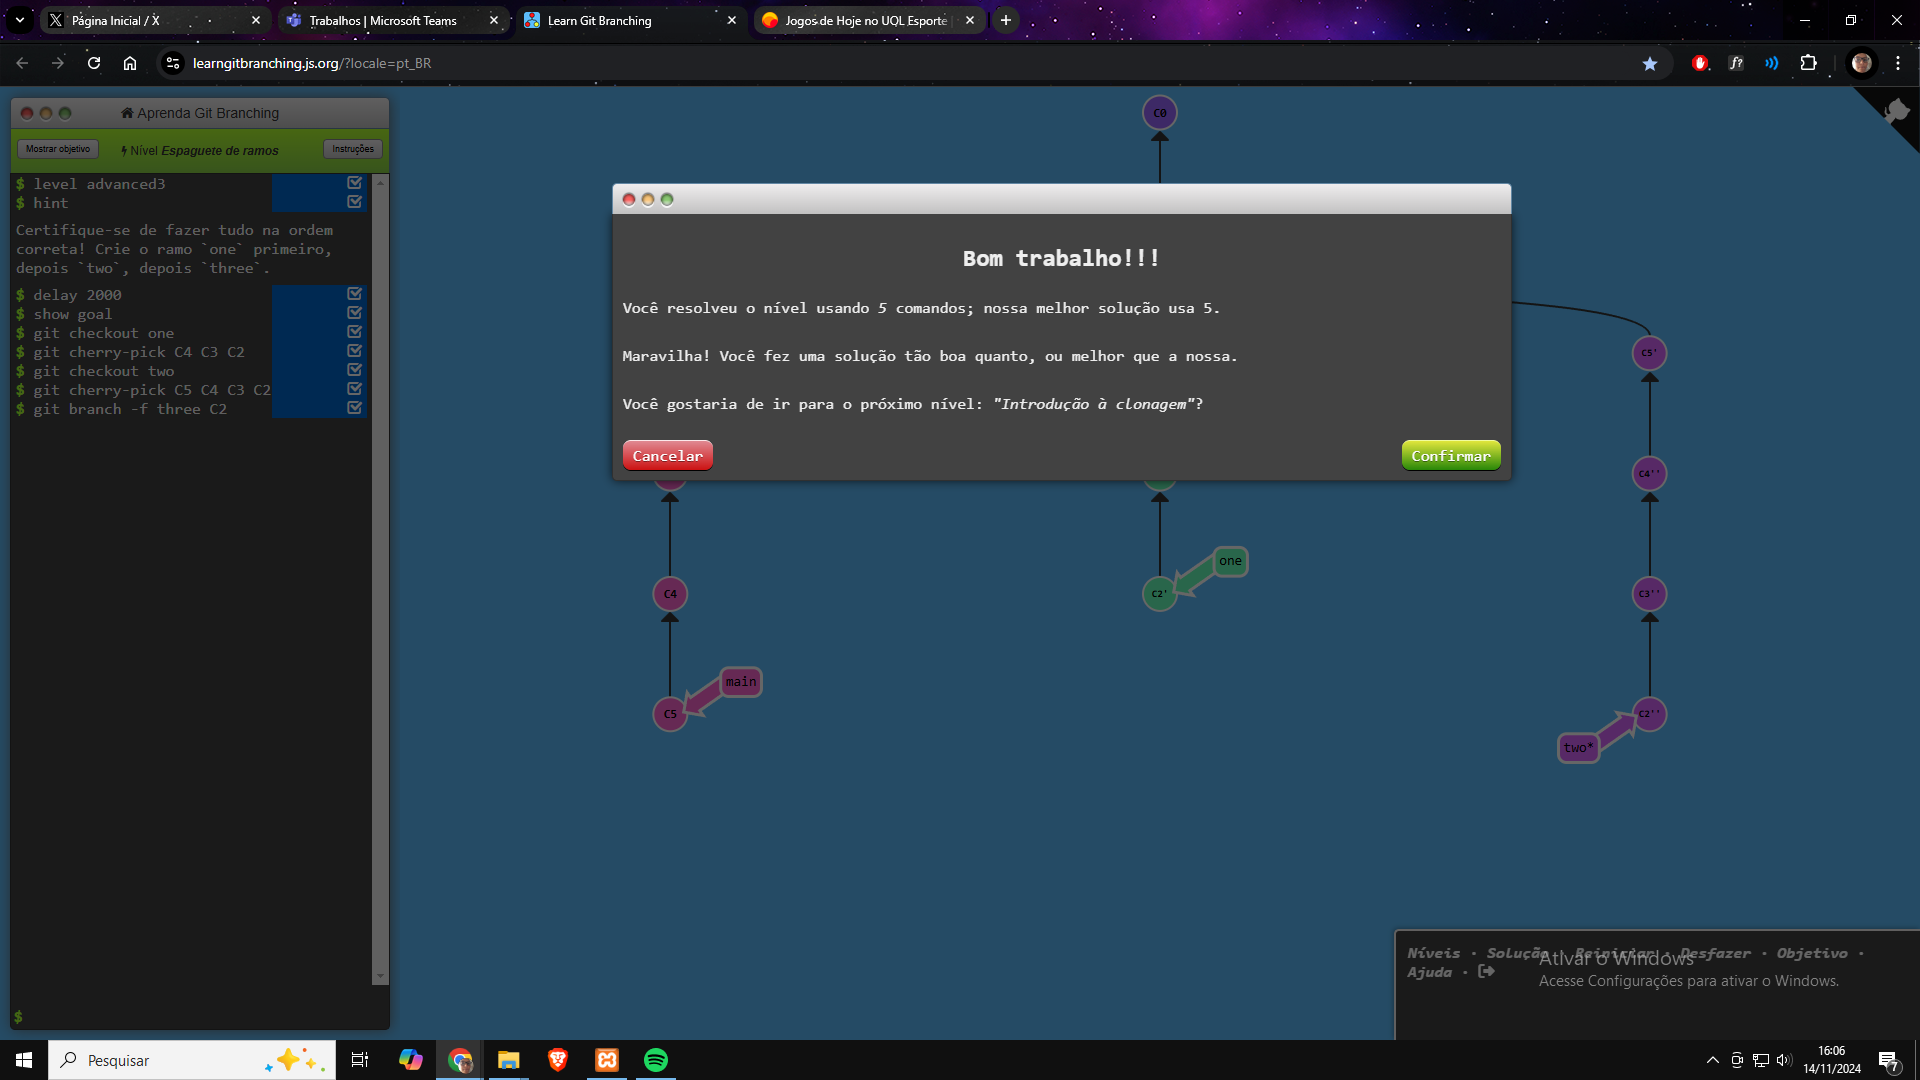 Página Inicial / X
Trabalhos | Microsoft Teams
Learn Git Branching
Jogos de Hoje no UOL Esporte |
learngitbranching.js.org/?locale=pt_BR
f?
Aprenda Git Branching
Mostrar objetivo
Nível Espaguete de ramos
Instruções
$ level advanced3
$ hint
Certifique-se de fazer tudo na ordem
correta! Crie o ramo `one` primeiro,
depois `two`, depois `three`.
$ delay 2000
$ show goal
$ git checkout one
$ git cherry-pick C4 C3 C2
$ git checkout two
$ git cherry-pick C5 C4 C3 C2
$ git branch -f three C2
$
C0
Bom trabalho!!!
Você resolveu o nível usando 5 comandos; nossa melhor solução usa 5.
Maravilha! Você fez uma solução tão boa quanto, ou melhor que a nossa.
Você gostaria de ir para o próximo nível: "Introdução à clonagem"?
Cancelar
Confirmar
C5'
C4''
one
C4
C2'
C3''
main
C5
C2''
two*
Níveis · Solução · Reiniciar · Desfazer · Objetivo ·
Ajuda ·
Ativar o Windows
Acesse Configurações para ativar o Windows.
Pesquisar
16:06
14/11/2024
7